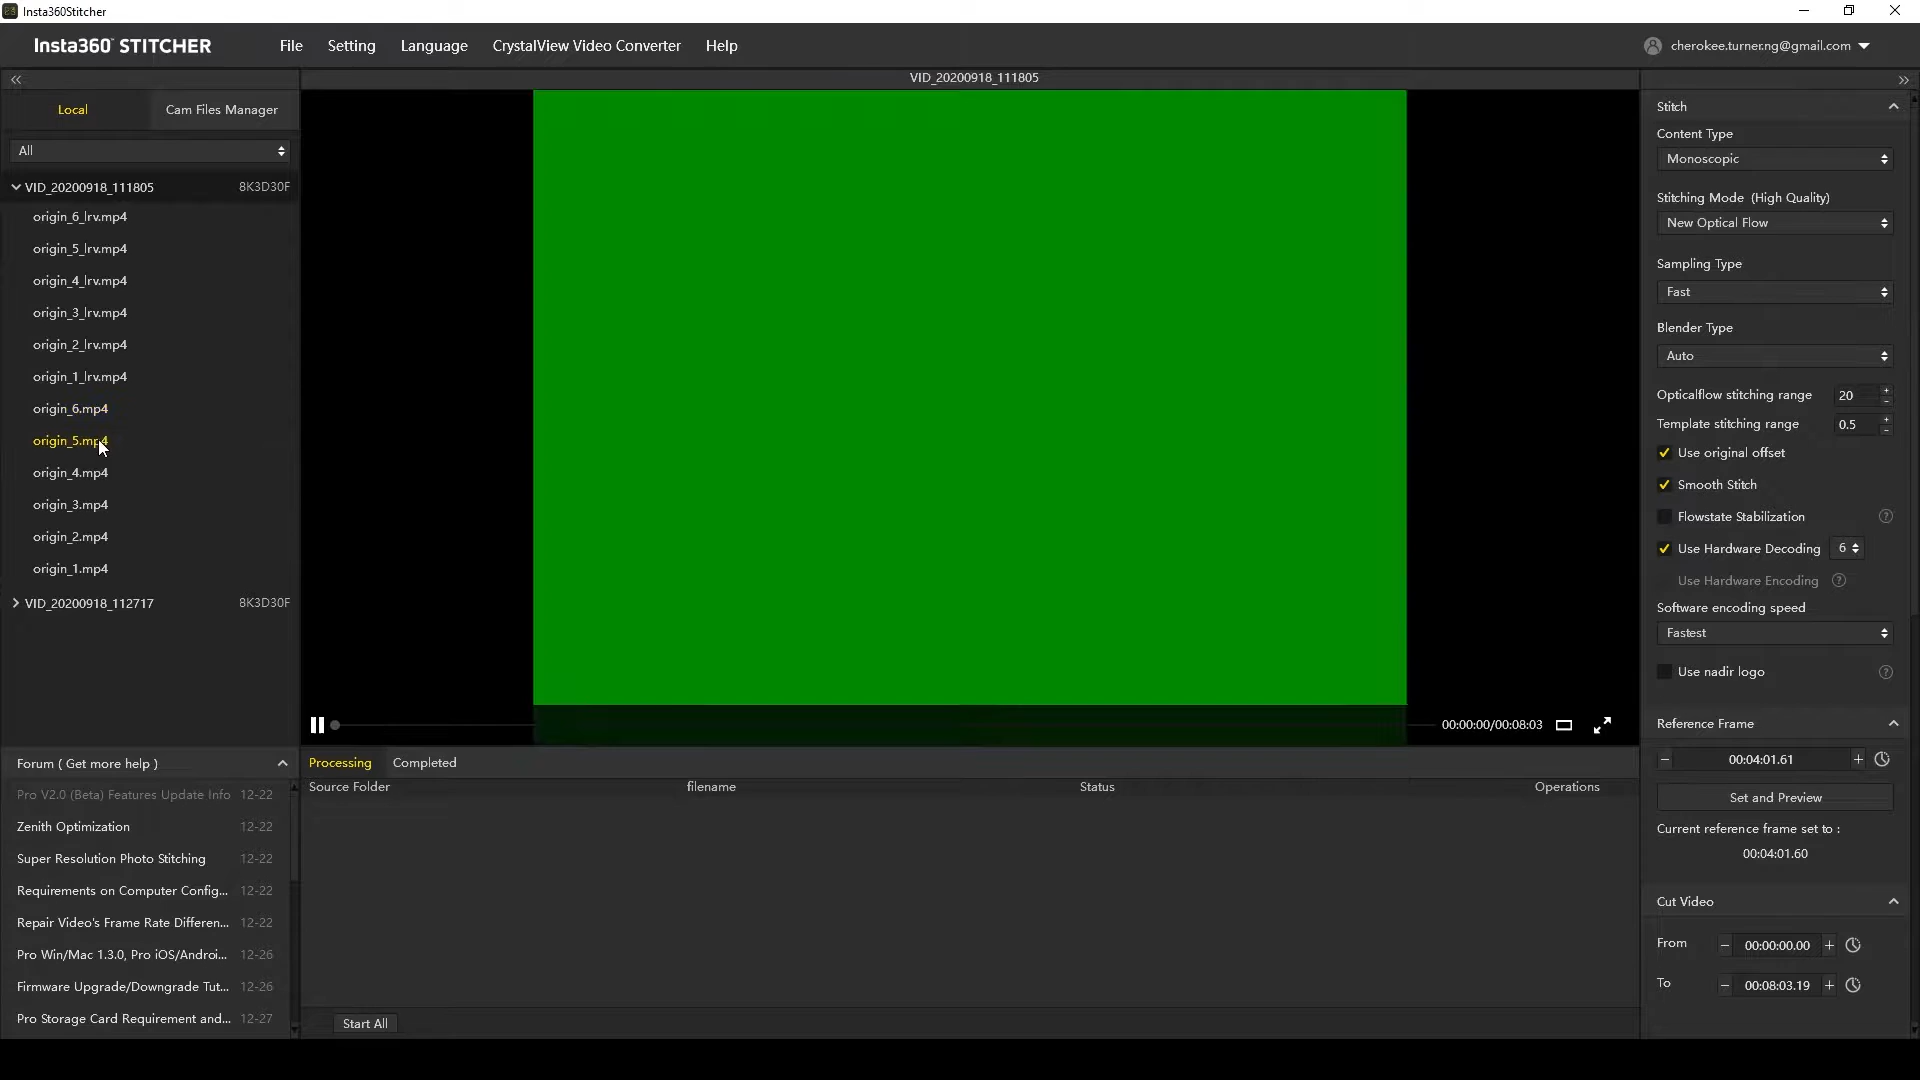 Insta360Stitcher
Insta360 STITCHER
File Setting Language CrystalView Video Converter Help
cherokee.turner.ng@gmail.com
VID_20200918_111805
Local Cam Files Manager
All
VID_20200918_111805 8K3D30F
origin_6_lrv.mp4
origin_5_lrv.mp4
origin_4_lrv.mp4
origin_3_lrv.mp4
origin_2_lrv.mp4
origin_1_lrv.mp4
origin_6.mp4
origin_5.mp4
origin_4.mp4
origin_3.mp4
origin_2.mp4
origin_1.mp4
VID_20200918_112717 8K3D30F
00:00:00/00:08:03
Forum ( Get more help )
Pro V2.0 (Beta) Features Update Info 12-22
Zenith Optimization 12-22
Super Resolution Photo Stitching 12-22
Requirements on Computer Config... 12-22
Repair Video's Frame Rate Differen... 12-22
Pro Win/Mac 1.3.0, Pro iOS/Androi... 12-26
Firmware Upgrade/Downgrade Tut... 12-26
Pro Storage Card Requirement and... 12-27
Processing Completed
Source Folder filename Status Operations
Start All
Stitch
Content Type
Monoscopic
Stitching Mode (High Quality)
New Optical Flow
Sampling Type
Fast
Blender Type
Auto
Opticalflow stitching range 20
Template stitching range 0.5
Use original offset
Smooth Stitch
Flowstate Stabilization ?
Use Hardware Decoding 6
Use Hardware Encoding ?
Software encoding speed
Fastest
Use nadir logo ?
Reference Frame
− 00:04:01.61 +
Set and Preview
Current reference frame set to :
00:04:01.60
Cut Video
From − 00:00:00.00 +
To − 00:08:03.19 +